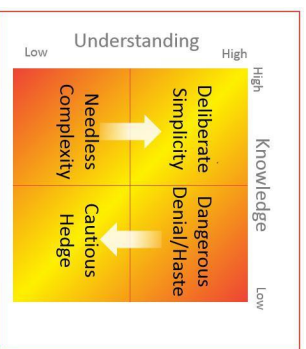 Understanding
Low
High
High
Knowledge
Low
Deliberate
Simplicity
Needless
Complexity
Dangerous
Denial/Haste
Cautious
Hedge